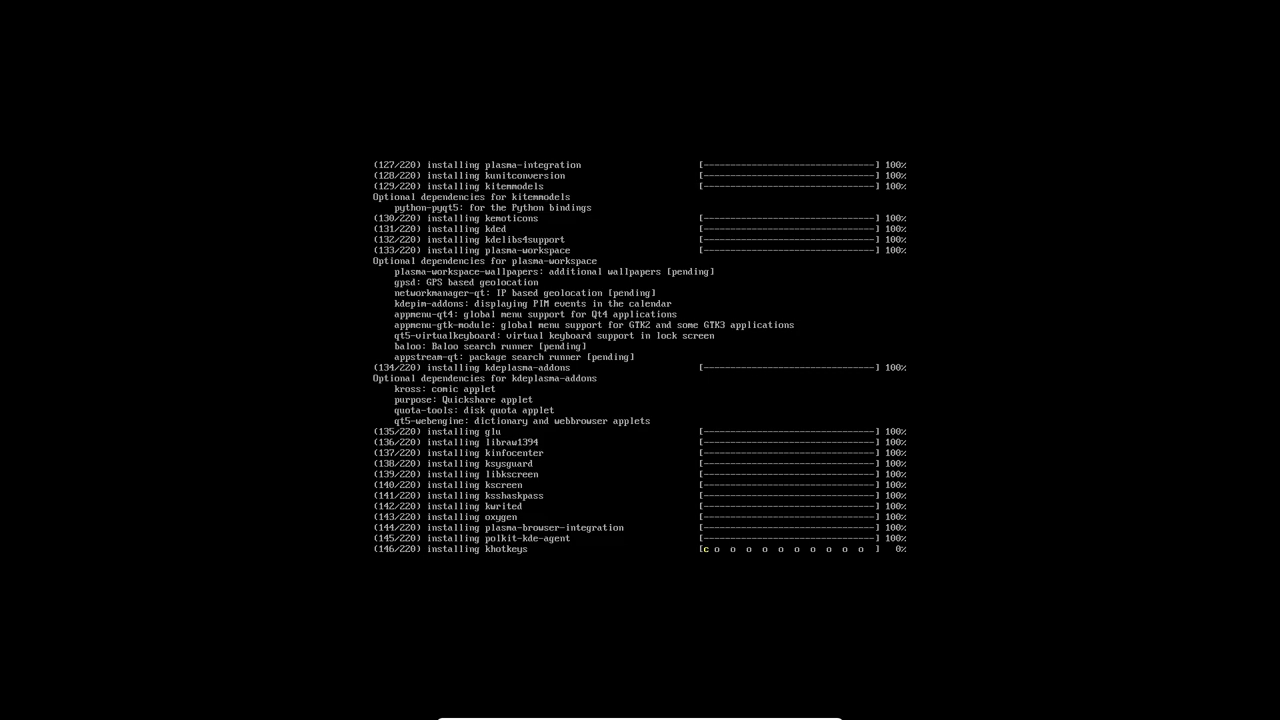 (127/220) installing plasma-integration [--------------------------------] 100%
(128/220) installing kunitconversion [--------------------------------] 100%
(129/220) installing kitemmodels [--------------------------------] 100%
Optional dependencies for kitemmodels
python-pyqt5: for the Python bindings
(130/220) installing kemoticons [--------------------------------] 100%
(131/220) installing kded [--------------------------------] 100%
(132/220) installing kdelibs4support [--------------------------------] 100%
(133/220) installing plasma-workspace [--------------------------------] 100%
Optional dependencies for plasma-workspace
plasma-workspace-wallpapers: additional wallpapers [pending]
gpsd: GPS based geolocation
networkmanager-qt: IP based geolocation [pending]
kdepim-addons: displaying PIM events in the calendar
appmenu-qt4: global menu support for Qt4 applications
appmenu-gtk-module: global menu support for GTK2 and some GTK3 applications
qt5-virtualkeyboard: virtual keyboard support in lock screen
baloo: Baloo search runner [pending]
appstream-qt: package search runner [pending]
(134/220) installing kdeplasma-addons [--------------------------------] 100%
Optional dependencies for kdeplasma-addons
kross: comic applet
purpose: Quickshare applet
quota-tools: disk quota applet
qt5-webengine: dictionary and webbrowser applets
(135/220) installing glu [--------------------------------] 100%
(136/220) installing libraw1394 [--------------------------------] 100%
(137/220) installing kinfocenter [--------------------------------] 100%
(138/220) installing ksysguard [--------------------------------] 100%
(139/220) installing libkscreen [--------------------------------] 100%
(140/220) installing kscreen [--------------------------------] 100%
(141/220) installing ksshaskpass [--------------------------------] 100%
(142/220) installing kwrited [--------------------------------] 100%
(143/220) installing oxygen [--------------------------------] 100%
(144/220) installing plasma-browser-integration [--------------------------------] 100%
(145/220) installing polkit-kde-agent [--------------------------------] 100%
(146/220) installing khotkeys [c o o o o o o o o o o ] 0%